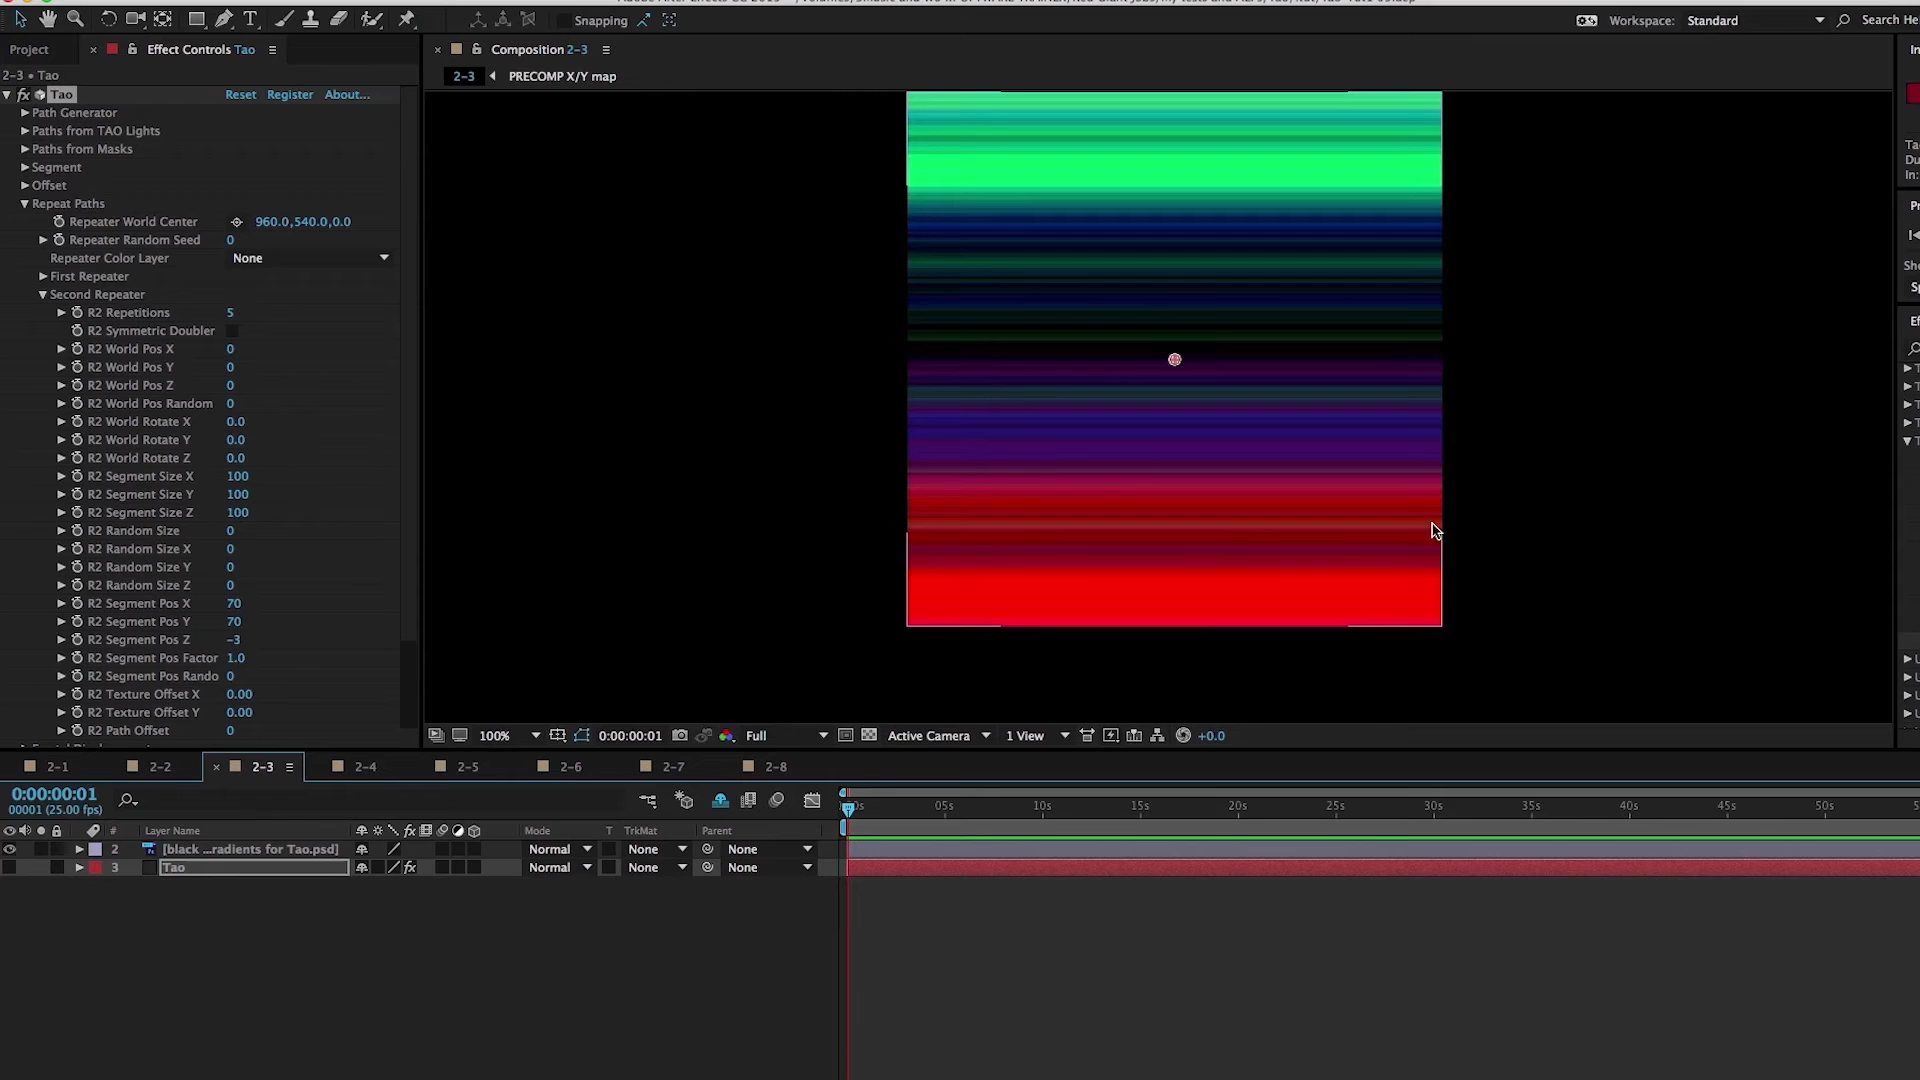 Snapping
Workspace: Standard
Search He
Project
Effect Controls Tao
Composition 2-3
2-3 • Tao
2-3
PRECOMP X/Y map
fx Tao Reset Register About...
Path Generator
Paths from TAO Lights
Paths from Masks
Segment
Offset
Repeat Paths
Repeater World Center 960.0,540.0,0.0
Repeater Random Seed 0
Repeater Color Layer None
First Repeater
Second Repeater
R2 Repetitions 5
R2 Symmetric Doubler
R2 World Pos X 0
R2 World Pos Y 0
R2 World Pos Z 0
R2 World Pos Random 0
R2 World Rotate X 0.0
R2 World Rotate Y 0.0
R2 World Rotate Z 0.0
R2 Segment Size X 100
R2 Segment Size Y 100
R2 Segment Size Z 100
R2 Random Size 0
R2 Random Size X 0
R2 Random Size Y 0
R2 Random Size Z 0
R2 Segment Pos X 70
R2 Segment Pos Y 70
R2 Segment Pos Z -3
R2 Segment Pos Factor 1.0
R2 Segment Pos Rando 0
R2 Texture Offset X 0.00
R2 Texture Offset Y 0.00
R2 Path Offset 0
100% 0:00:00:01 Full Active Camera 1 View +0.0
2-1 2-2 2-3 2-4 2-5 2-6 2-7 2-8
0:00:00:01
00001 (25.00 fps)
05s 10s 15s 20s 25s 30s 35s 40s 45s 50s
# Layer Name fx Mode T TrkMat Parent
2 [black ...radients for Tao.psd] Normal None None
3 Tao fx Normal None None